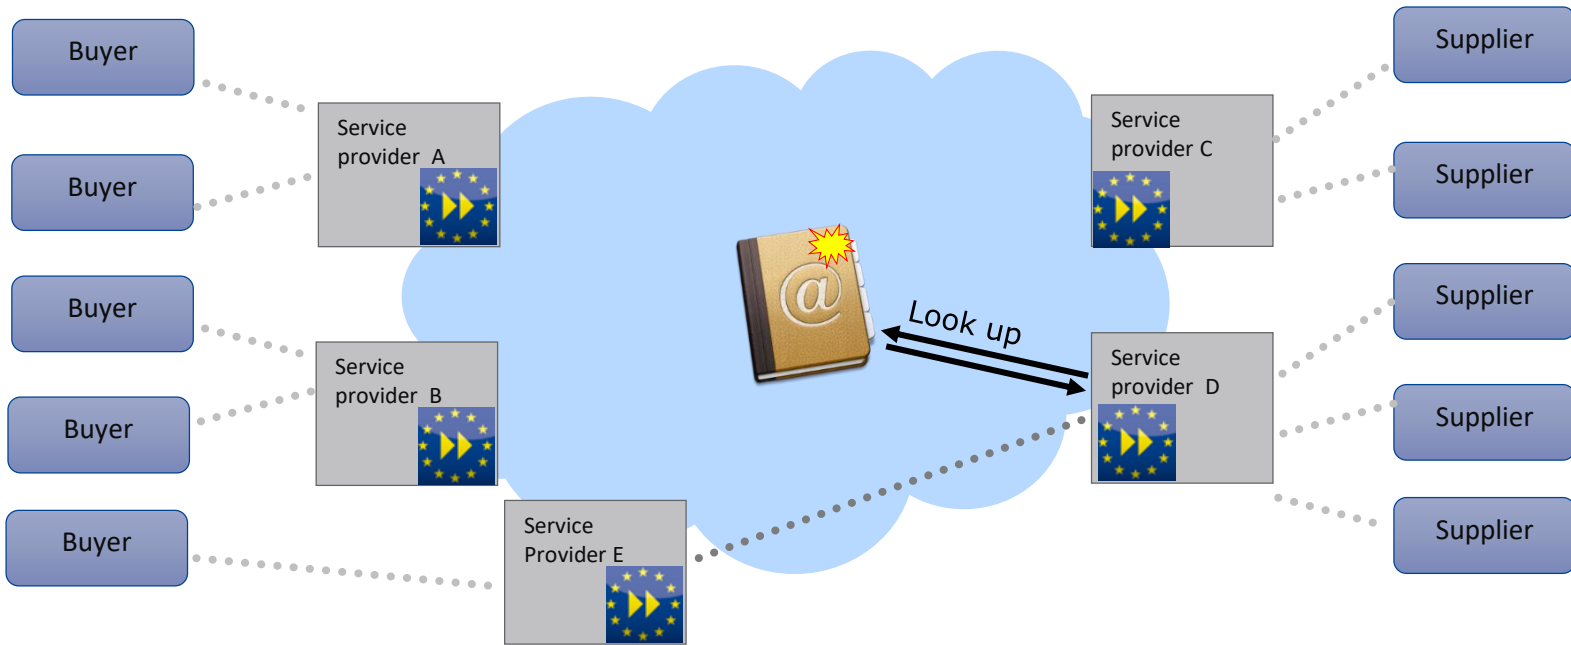 Buyer
Buyer
Buyer
Buyer
Buyer
Service
provider A
Service
provider B
Service
Provider E
@
Look up
Service
provider C
Service
provider D
Supplier
Supplier
Supplier
Supplier
Supplier